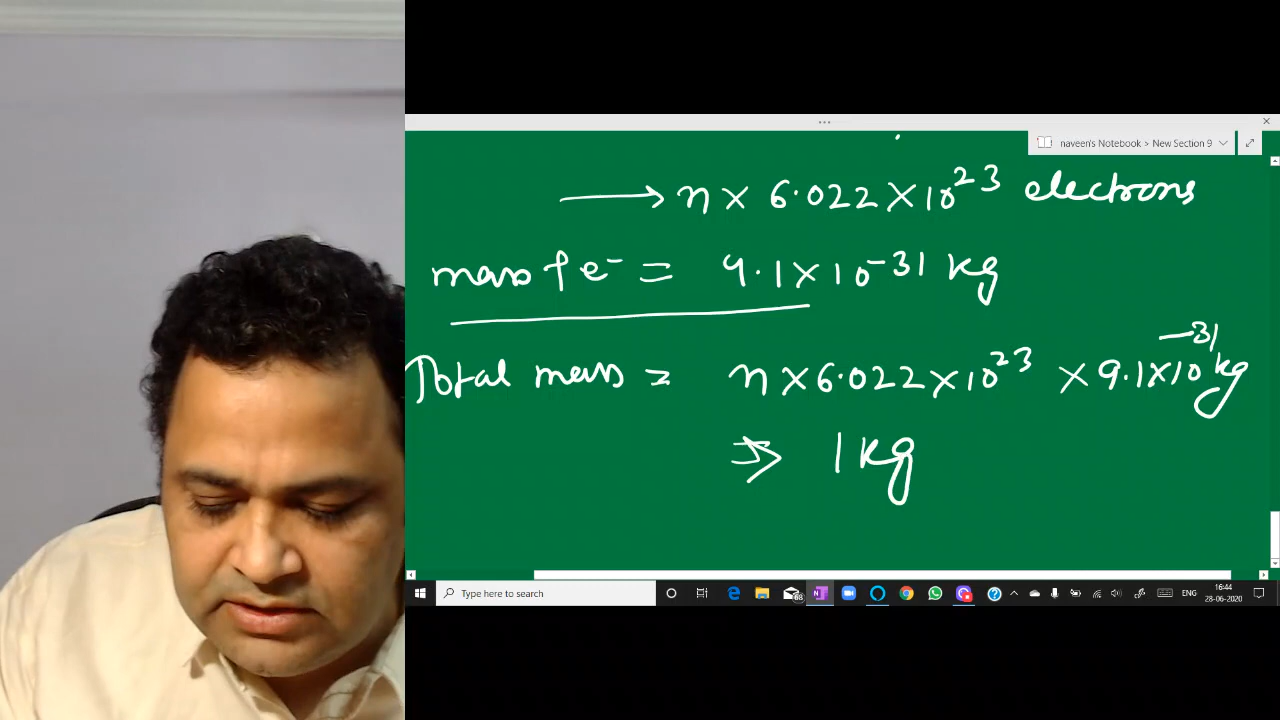 naveen's Notebook > New Section 9
⟶ n × 6.022 × 10²³ electrons
mass of e⁻ = 9.1 × 10⁻³¹ kg
Total mass = n × 6.022 × 10²³ × 9.1 × 10⁻³¹ kg
⇒ 1 kg
Type here to search
68
ENG
16:44
28-06-2020